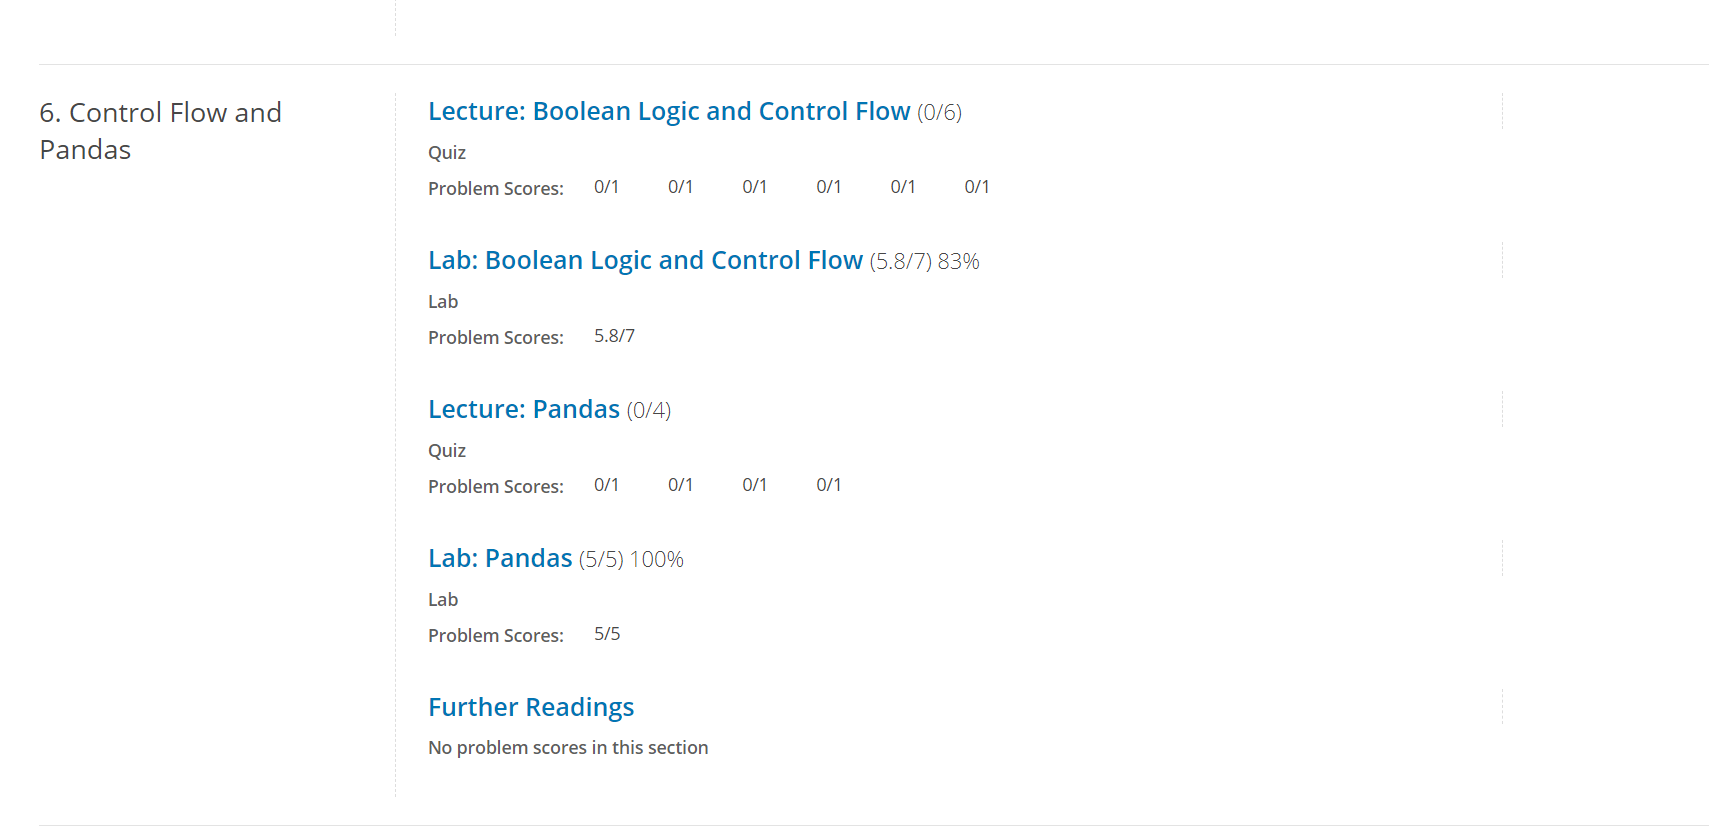 6. Control Flow and
Pandas
Lecture: Boolean Logic and Control Flow (0/6)
Quiz
Problem Scores: 0/1 0/1 0/1 0/1 0/1 0/1
Lab: Boolean Logic and Control Flow (5.8/7) 83%
Lab
Problem Scores: 5.8/7
Lecture: Pandas (0/4)
Quiz
Problem Scores: 0/1 0/1 0/1 0/1
Lab: Pandas (5/5) 100%
Lab
Problem Scores: 5/5
Further Readings
No problem scores in this section